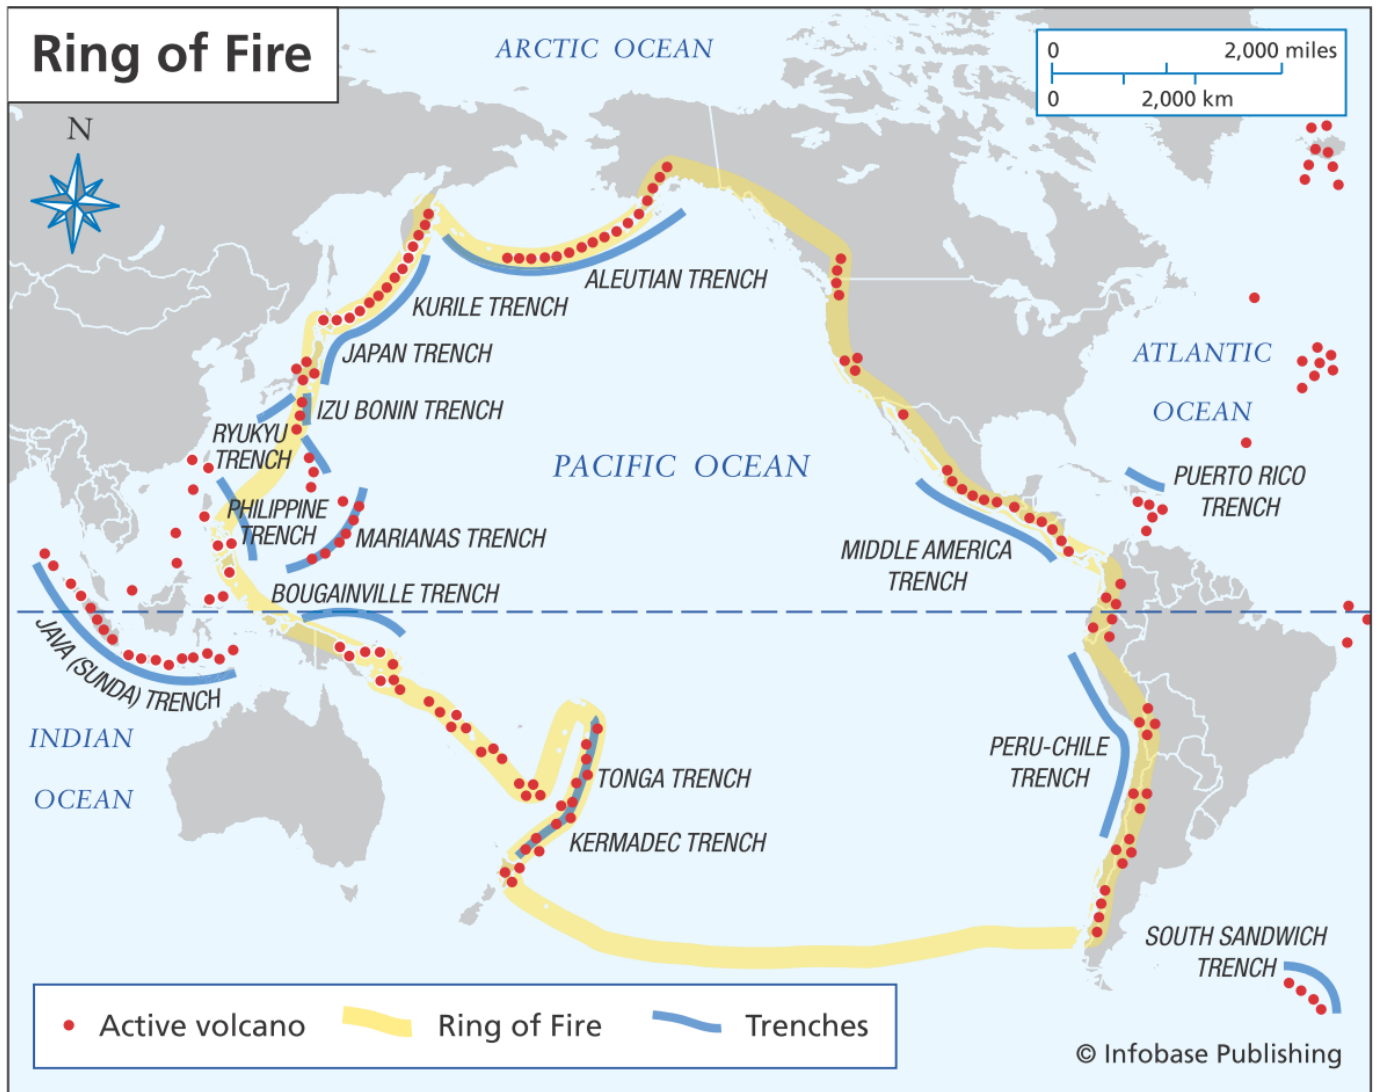 Ring of Fire
ARCTIC OCEAN
0 2,000 miles
0 2,000 km
N
ALEUTIAN TRENCH
KURILE TRENCH
JAPAN TRENCH
IZU BONIN TRENCH
RYUKYU
TRENCH
PHILIPPINE
TRENCH
MARIANAS TRENCH
BOUGAINVILLE TRENCH
JAVA (SUNDA) TRENCH
INDIAN
OCEAN
PACIFIC OCEAN
ATLANTIC
OCEAN
PUERTO RICO
TRENCH
MIDDLE AMERICA
TRENCH
PERU-CHILE
TRENCH
TONGA TRENCH
KERMADEC TRENCH
SOUTH SANDWICH
TRENCH
Active volcano
Ring of Fire
Trenches
© Infobase Publishing